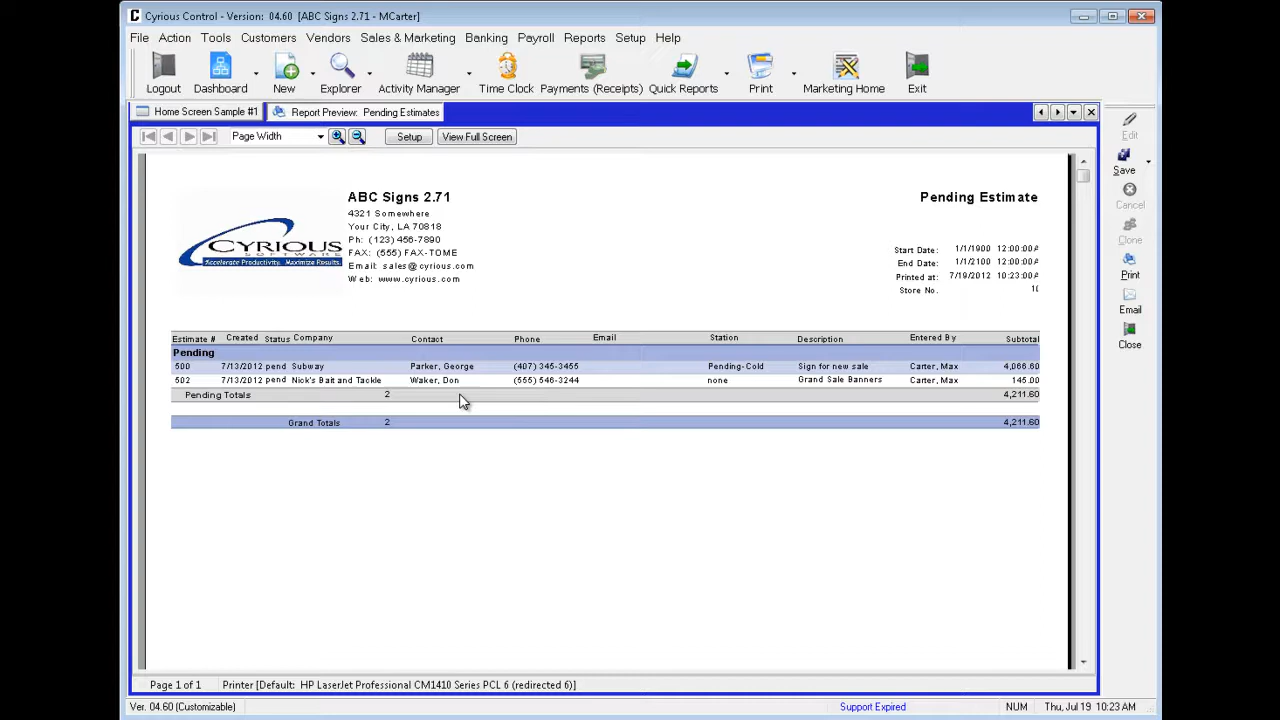 Cyrious Control - Version: 04.60 [ABC Signs 2.71 - MCarter]
File Action Tools Customers Vendors Sales & Marketing Banking Payroll Reports Setup Help
Logout Dashboard New Explorer Activity Manager Time Clock Payments (Receipts) Quick Reports Print Marketing Home Exit
Home Screen Sample #1 Report Preview: Pending Estimates
Page Width Setup View Full Screen
Edit
Save
Cancel
Clone
Print
Email
Close
CYRIOUS
SOFTWARE
Accelerate Productivity. Maximize Results.
ABC Signs 2.71
4321 Somewhere
Your City, LA 70818
Ph: (123) 456-7890
FAX: (555) FAX-TOME
Email: sales@cyrious.com
Web: www.cyrious.com
Pending Estimate
Start Date: 1/1/1900 12:00:00
End Date: 1/1/2100 12:00:00
Printed at: 7/19/2012 10:23:00
Store No.
Estimate # Created Status Company Contact Phone Email Station Description Entered By Subtotal
Pending
500 7/13/2012 pend Subway Parker, George (407) 345-3455 Pending-Cold Sign for new sale Carter, Max 4,066.60
502 7/13/2012 pend Nick's Bait and Tackle Waker, Don (555) 546-3244 none Grand Sale Banners Carter, Max 145.00
Pending Totals 2 4,211.60
Grand Totals 2 4,211.60
Page 1 of 1 Printer [Default: HP LaserJet Professional CM1410 Series PCL 6 (redirected 6)]
Ver. 04.60 (Customizable) Support Expired NUM Thu, Jul 19 10:23 AM